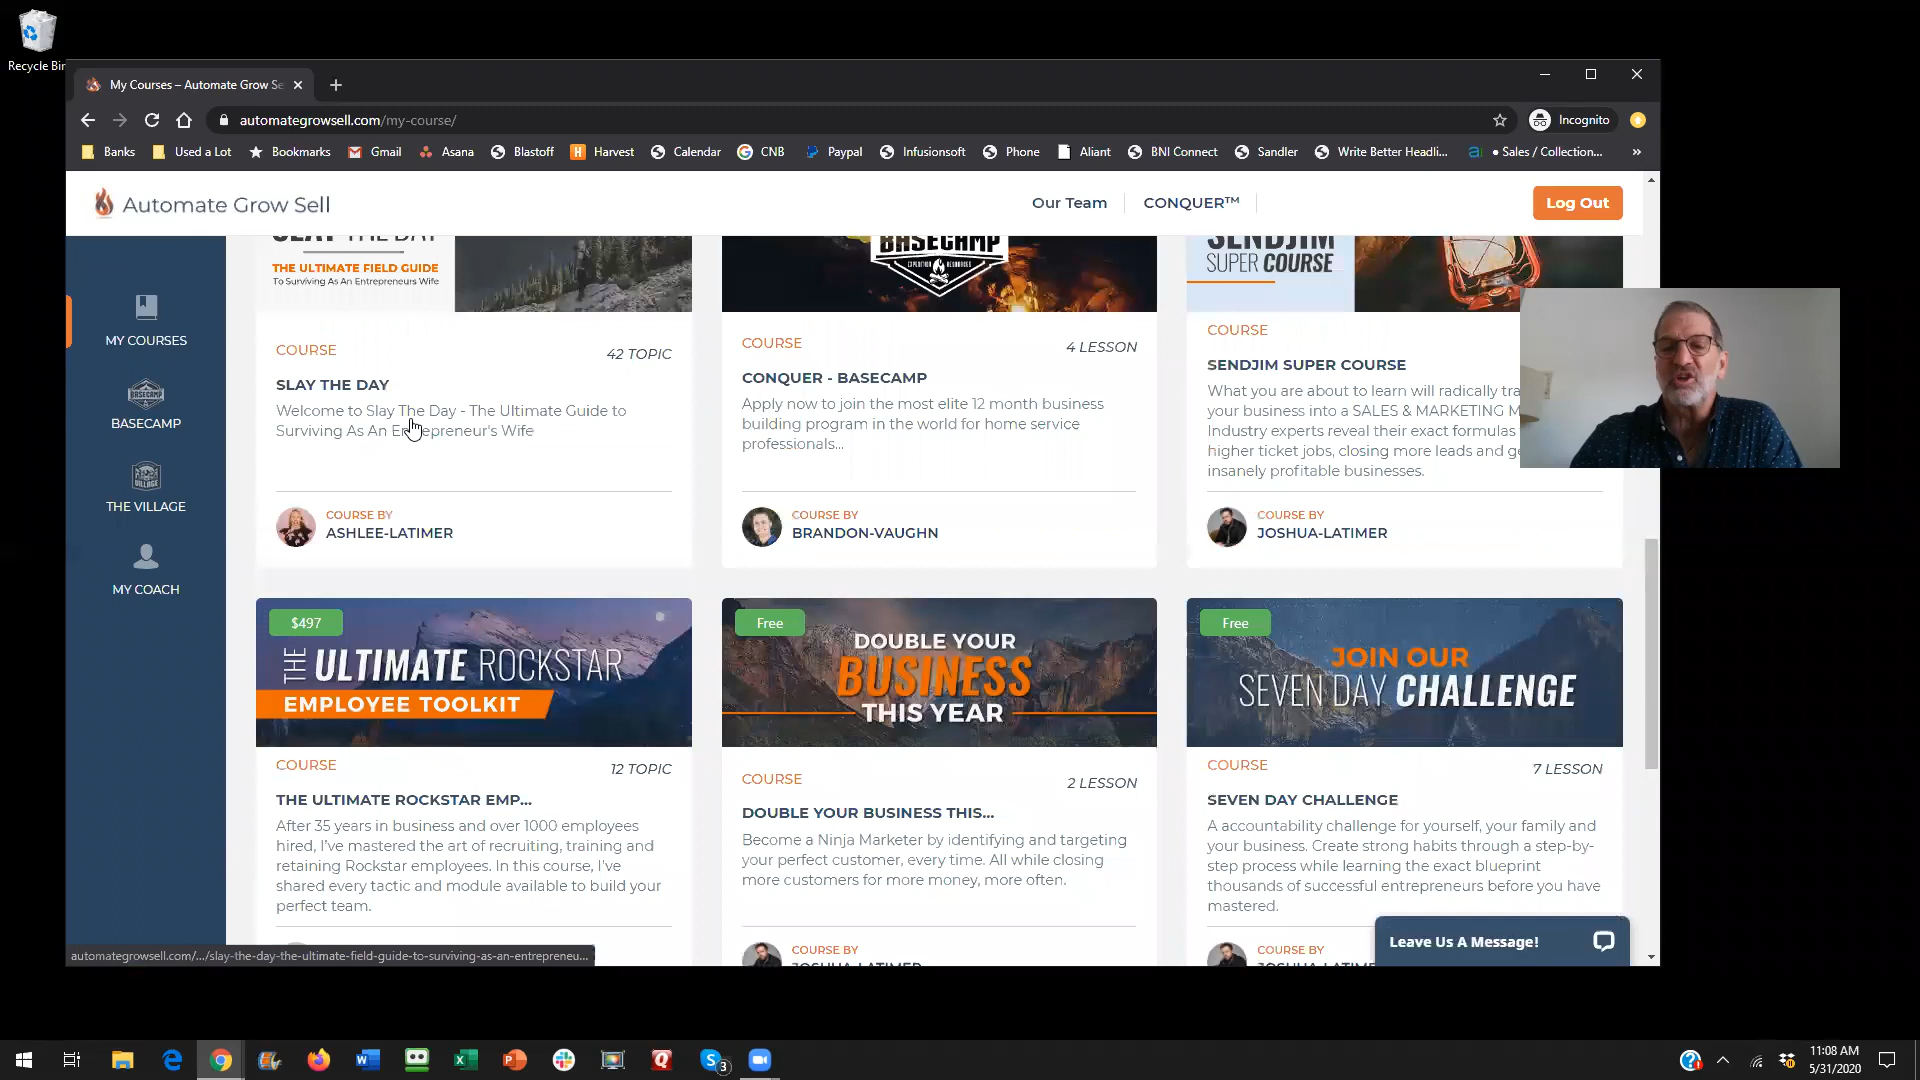 Recycle Bin
My Courses – Automate Grow Se
automategrowsell.com/my-course/
Incognito
Banks
Used a Lot
Bookmarks
Gmail
Asana
Blastoff
Harvest
Calendar
CNB
Paypal
Infusionsoft
Phone
Aliant
BNI Connect
Sandler
Write Better Headli...
• Sales / Collection...
»
Automate Grow Sell
Our Team
CONQUER™
Log Out
MY COURSES
BASECAMP
THE VILLAGE
MY COACH
SLAY THE DAY
THE ULTIMATE FIELD GUIDE
To Surviving As An Entrepreneurs Wife
COURSE
42 TOPIC
SLAY THE DAY
Welcome to Slay The Day - The Ultimate Guide to
Surviving As An Entrepreneur's Wife
COURSE BY
ASHLEE-LATIMER
BASECAMP
EXPEDITION RESOURCES
COURSE
4 LESSON
CONQUER - BASECAMP
Apply now to join the most elite 12 month business
building program in the world for home service
professionals...
COURSE BY
BRANDON-VAUGHN
SENDJIM
SUPER COURSE
COURSE
SENDJIM SUPER COURSE
What you are about to learn will radically tra
your business into a SALES & MARKETING M
Industry experts reveal their exact formulas
higher ticket jobs, closing more leads and ge
insanely profitable businesses.
COURSE BY
JOSHUA-LATIMER
$497
THE ULTIMATE ROCKSTAR
EMPLOYEE TOOLKIT
COURSE
12 TOPIC
THE ULTIMATE ROCKSTAR EMP...
After 35 years in business and over 1000 employees
hired, I've mastered the art of recruiting, training and
retaining Rockstar employees. In this course, I've
shared every tactic and module available to build your
perfect team.
Free
DOUBLE YOUR
BUSINESS
THIS YEAR
COURSE
2 LESSON
DOUBLE YOUR BUSINESS THIS...
Become a Ninja Marketer by identifying and targeting
your perfect customer, every time. All while closing
more customers for more money, more often.
COURSE BY
JOSHUA-LATIMER
Free
JOIN OUR
SEVEN DAY CHALLENGE
COURSE
7 LESSON
SEVEN DAY CHALLENGE
A accountability challenge for yourself, your family and
your business. Create strong habits through a step-by-
step process while learning the exact blueprint
thousands of successful entrepreneurs before you have
mastered.
COURSE BY
JOSHUA-LATIME
Leave Us A Message!
automategrowsell.com/.../slay-the-day-the-ultimate-field-guide-to-surviving-as-an-entrepreneu...
3
11:08 AM
5/31/2020